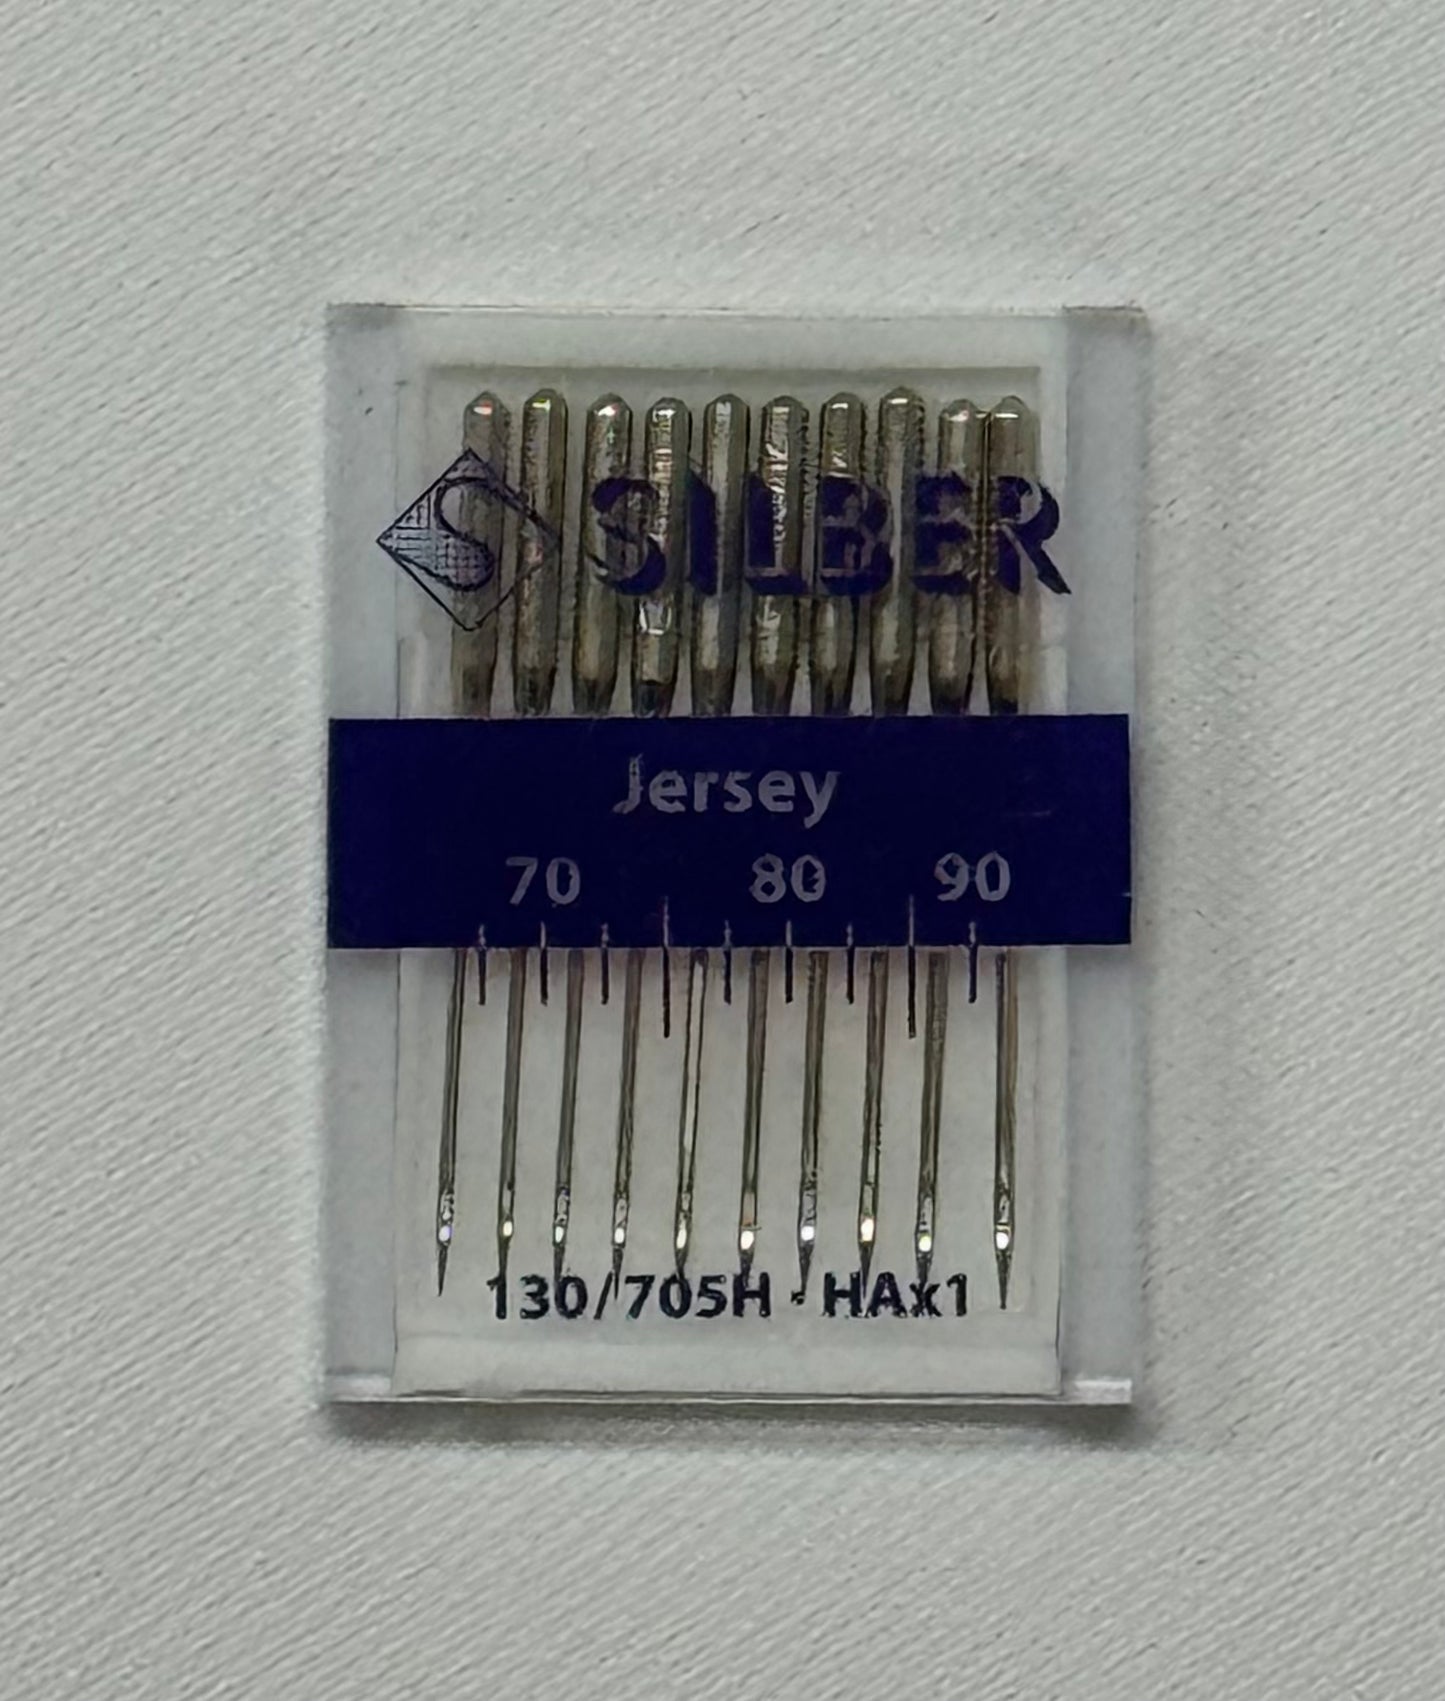 SILBER
Jersey
70 80 90
130/705H · HAx1